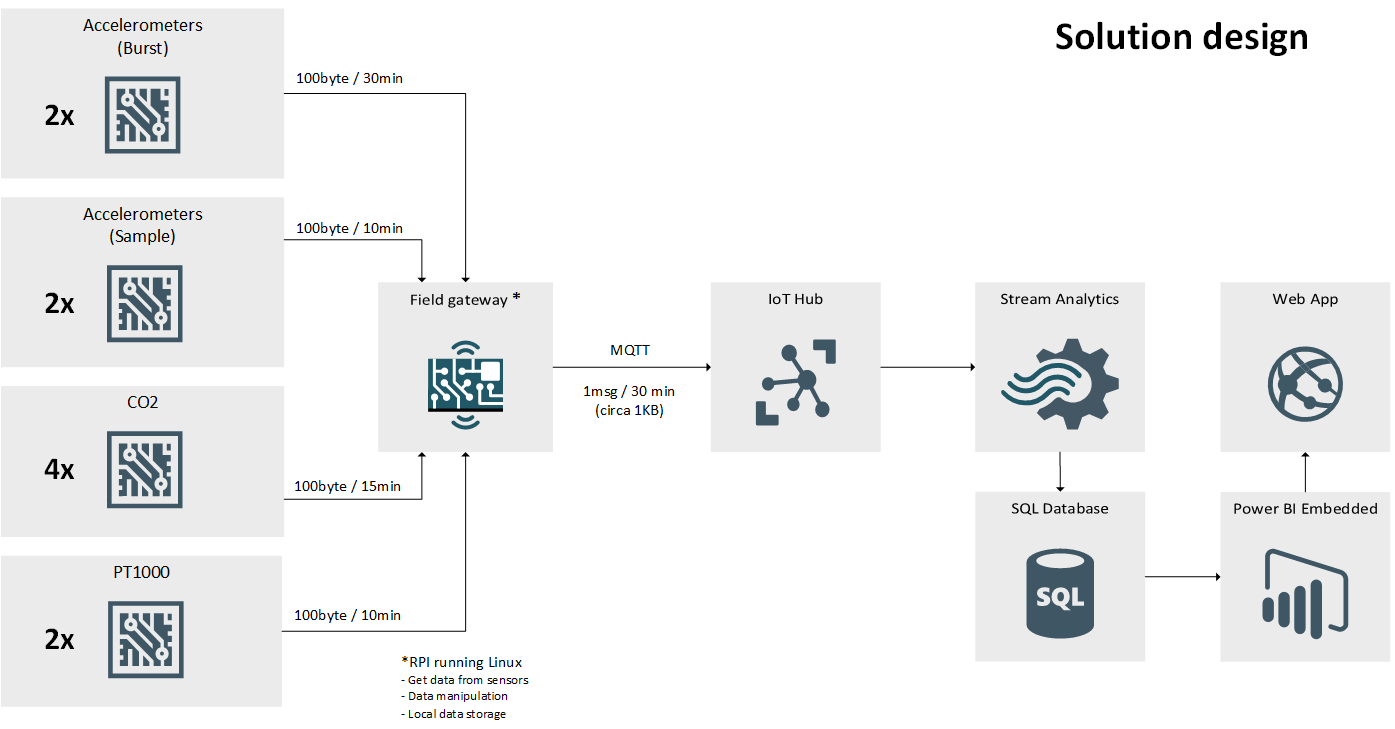 Solution design
Accelerometers
(Burst)
2x
100byte / 30min
Accelerometers
(Sample)
2x
100byte / 10min
CO2
4x
100byte / 15min
PT1000
2x
100byte / 10min
Field gateway *
*RPI running Linux
- Get data from sensors
- Data manipulation
- Local data storage
MQTT
1msg / 30 min
(circa 1KB)
IoT Hub
Stream Analytics
SQL Database
SQL
Power BI Embedded
Web App